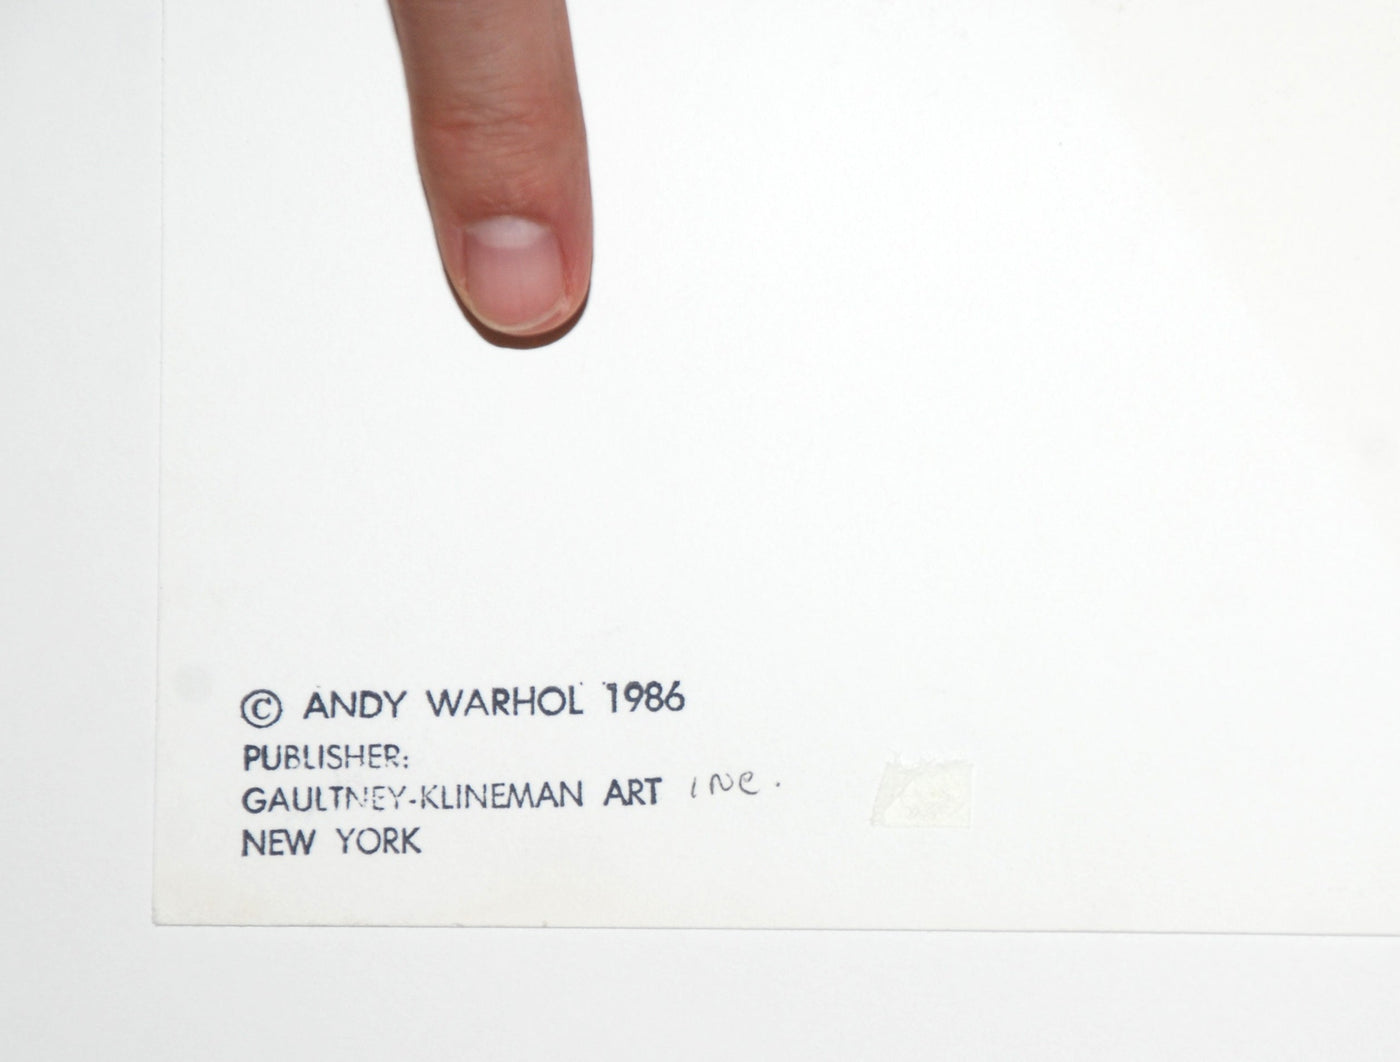 © ANDY WARHOL 1986
PUBLISHER:
GAULTNEY-KLINEMAN ART inc.
NEW YORK